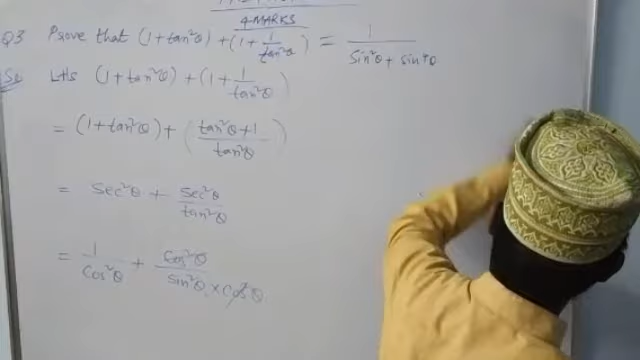 4 MARKS
Q3 Prove that (1 + tan²θ) + (1 + 1/tan²θ) = 1/(Sin²θ + sin⁴θ)
So LHS (1 + tan²θ) + (1 + 1/tan²θ)
= (1 + tan²θ) + ((tan²θ + 1)/tan²θ)
= Sec²θ + Sec²θ/tan²θ
= 1/Cos²θ + Cos²θ/(Sin²θ × Cos²θ)